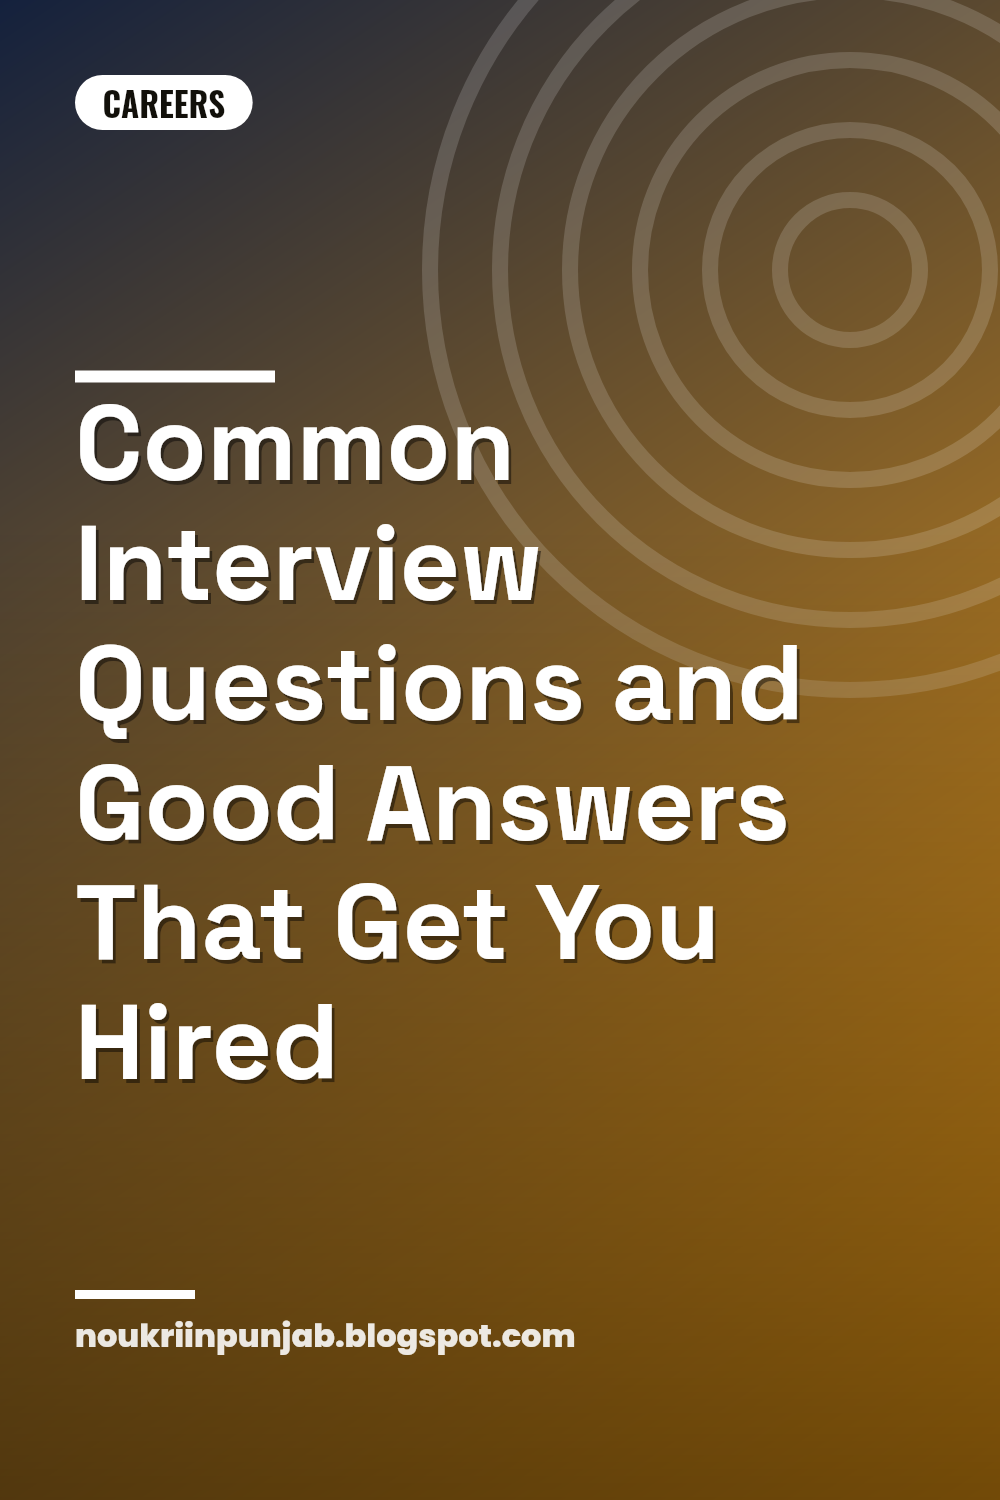 CAREERS
Common
Interview
Questions and
Good Answers
That Get You
Hired
noukriinpunjab.blogspot.com